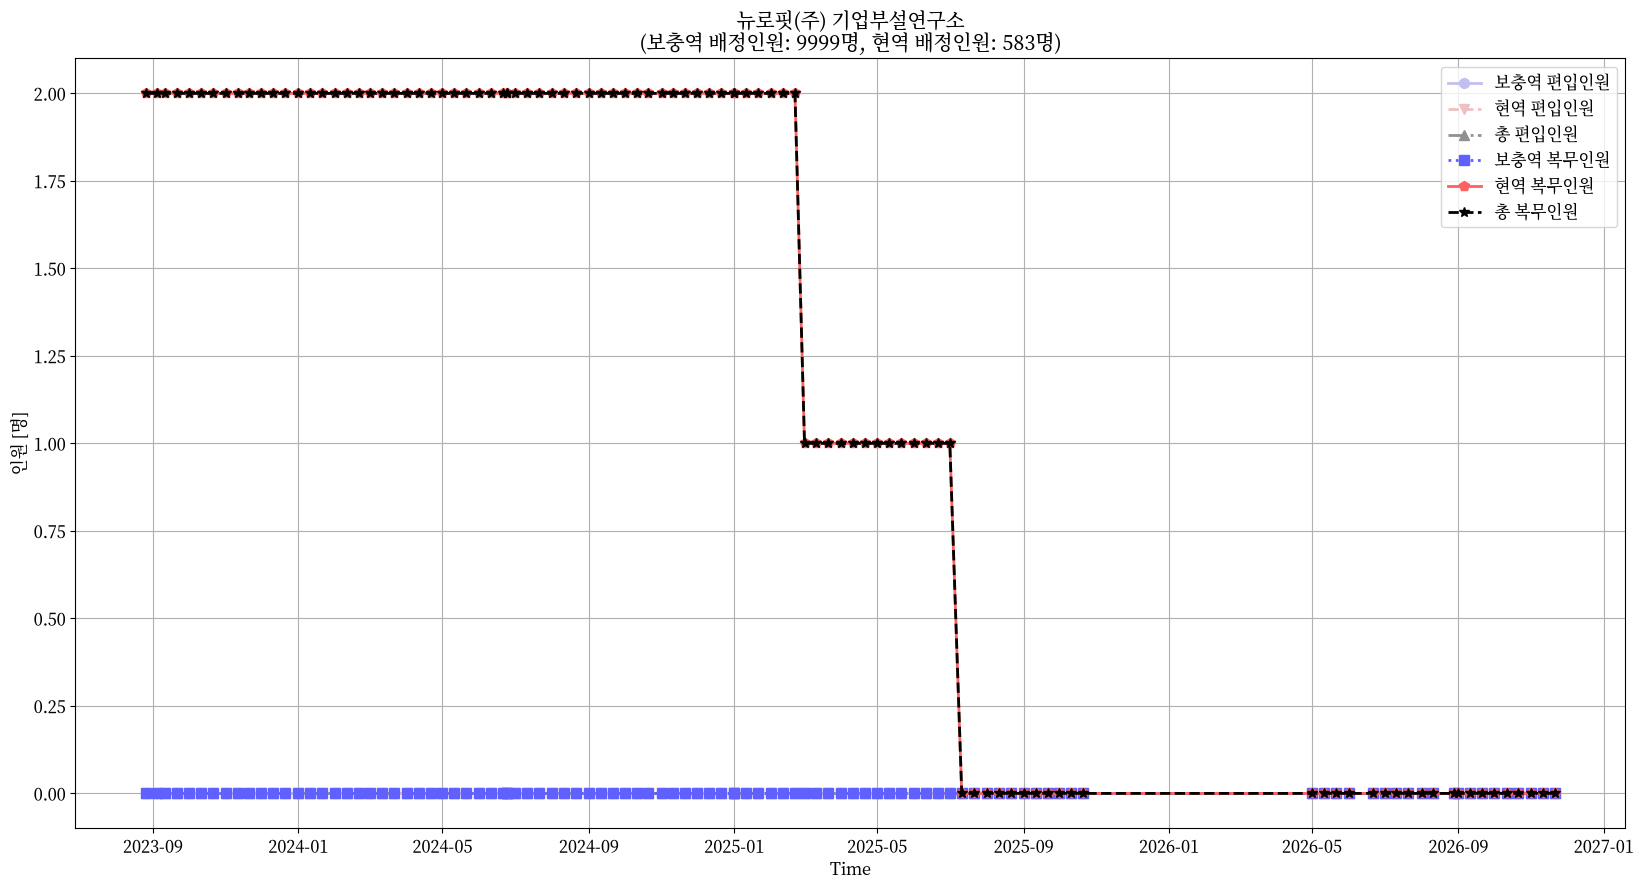 뉴로핏(주) 기업부설연구소
(보충역 배정인원: 9999명, 현역 배정인원: 583명)
보충역 편입인원
현역 편입인원
총 편입인원
보충역 복무인원
현역 복무인원
총 복무인원
인원 [명]
2.00
1.75
1.50
1.25
1.00
0.75
0.50
0.25
0.00
2023-09
2024-01
2024-05
2024-09
2025-01
2025-05
2025-09
2026-01
2026-05
2026-09
2027-01
Time